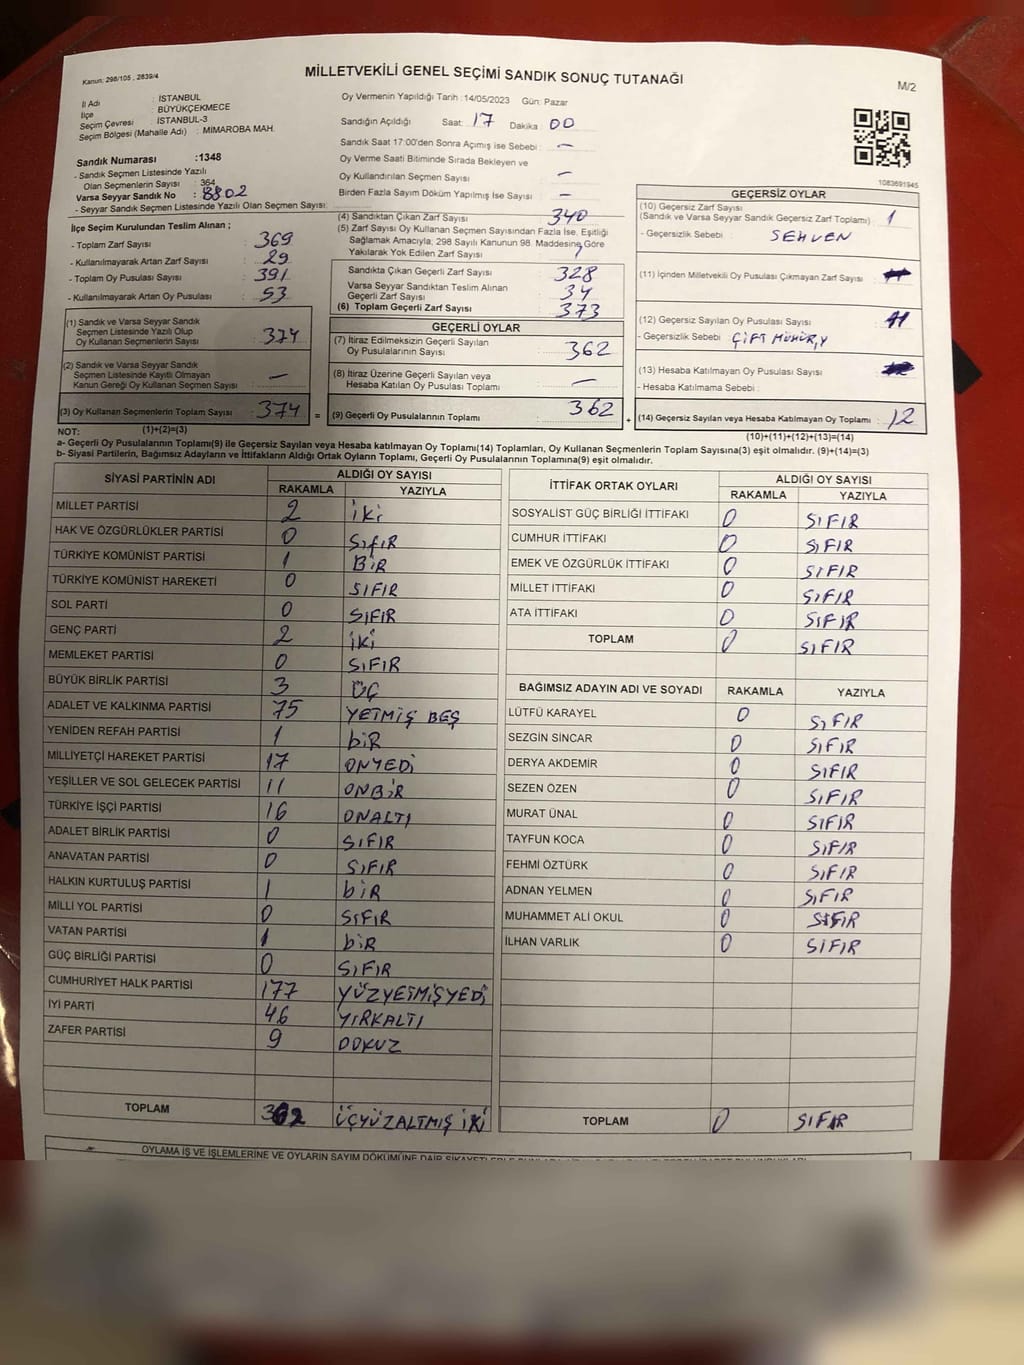 Kanun: 298/105 , 2839/4
MİLLETVEKİLİ GENEL SEÇİMİ SANDIK SONUÇ TUTANAĞI
M/2
İl Adı : İSTANBUL
İlçe : BÜYÜKÇEKMECE
Seçim Çevresi : İSTANBUL-3
Seçim Bölgesi (Mahalle Adı) : MİMAROBA MAH.
Sandık Numarası :1348
- Sandık Seçmen Listesinde Yazılı
Olan Seçmenlerin Sayısı : 364
Varsa Seyyar Sandık No : 8802
- Seyyar Sandık Seçmen Listesinde Yazılı Olan Seçmen Sayısı:
Oy Vermenin Yapıldığı Tarih :14/05/2023 Gün: Pazar
Sandığın Açıldığı Saat: 17 Dakika : 00
Sandık Saat 17:00'den Sonra Açımış ise Sebebi : —
Oy Verme Saati Bitiminde Sırada Bekleyen ve
Oy Kullandırılan Seçmen Sayısı : —
Birden Fazla Sayım Döküm Yapılmış İse Sayısı : —
1083691945
İlçe Seçim Kurulundan Teslim Alınan ;
- Toplam Zarf Sayısı : 369
- Kullanılmayarak Artan Zarf Sayısı : 29
- Toplam Oy Pusulası Sayısı : 391
- Kullanılmayarak Artan Oy Pusulası : 53
(4) Sandıktan Çıkan Zarf Sayısı : 340
(5) Zarf Sayısı Oy Kullanan Seçmen Sayısından Fazla İse, Eşitliği
Sağlamak Amacıyla, 298 Sayılı Kanunun 98. Maddesine Göre
Yakılarak Yok Edilen Zarf Sayısı :
Sandıkta Çıkan Geçerli Zarf Sayısı : 328
Varsa Seyyar Sandıktan Teslim Alınan
Geçerli Zarf Sayısı : 34
(6) Toplam Geçerli Zarf Sayısı : 373
GEÇERSİZ OYLAR
(10) Geçersiz Zarf Sayısı
(Sandık ve Varsa Seyyar Sandık Geçersiz Zarf Toplamı) : 1
- Geçersizlik Sebebi : SEHVEN
(11) İçinden Milletvekili Oy Pusulası Çıkmayan Zarf Sayısı :
(12) Geçersiz Sayılan Oy Pusulası Sayısı : 11
- Geçersizlik Sebebi : ÇİFT
(13) Hesaba Katılmayan Oy Pusulası Sayısı :
- Hesaba Katılmama Sebebi :
(14) Geçersiz Sayılan veya Hesaba Katılmayan Oy Toplamı : 12
(10)+(11)+(12)+(13)=(14)
(1) Sandık ve Varsa Seyyar Sandık
Seçmen Listesinde Yazılı Olup
Oy Kullanan Seçmenlerin Sayısı : 374
(2) Sandık ve Varsa Seyyar Sandık
Seçmen Listesinde Kayıtlı Olmayan
Kanun Gereği Oy Kullanan Seçmen Sayısı : —
(3) Oy Kullanan Seçmenlerin Toplam Sayısı : 374 =
(1)+(2)=(3)
GEÇERLİ OYLAR
(7) İtiraz Edilmeksizin Geçerli Sayılan
Oy Pusulalarının Sayısı : 362
(8) İtiraz Üzerine Geçerli Sayılan veya
Hesaba Katılan Oy Pusulası Toplamı : —
(9) Geçerli Oy Pusulalarının Toplamı : 362 +
NOT:
a- Geçerli Oy Pusulalarının Toplamı(9) ile Geçersiz Sayılan veya Hesaba katılmayan Oy Toplamı(14) Toplamları, Oy Kullanan Seçmenlerin Toplam Sayısına(3) eşit olmalıdır. (9)+(14)=(3)
b- Siyasi Partilerin, Bağımsız Adayların ve İttifakların Aldığı Ortak Oyların Toplamı, Geçerli Oy Pusulalarının Toplamına(9) eşit olmalıdır.
SİYASİ PARTİNİN ADI ALDIĞI OY SAYISI
RAKAMLA YAZIYLA
MİLLET PARTİSİ 2 iki
HAK VE ÖZGÜRLÜKLER PARTİSİ 0 SıfıR
TÜRKİYE KOMÜNİST PARTİSİ 1 BİR
TÜRKİYE KOMÜNİST HAREKETİ 0 SIFIR
SOL PARTİ 0 SIFIR
GENÇ PARTİ 2 iki
MEMLEKET PARTİSİ 0 SIFIR
BÜYÜK BİRLİK PARTİSİ 3 ÜÇ
ADALET VE KALKINMA PARTİSİ 75 YETMİŞ BEŞ
YENİDEN REFAH PARTİSİ 1 biR
MİLLİYETÇİ HAREKET PARTİSİ 17 ONYEDİ
YEŞİLLER VE SOL GELECEK PARTİSİ 11 ONBİR
TÜRKİYE İŞÇİ PARTİSİ 16 ONALTI
ADALET BİRLİK PARTİSİ 0 SIFIR
ANAVATAN PARTİSİ 0 SIFIR
HALKIN KURTULUŞ PARTİSİ 1 biR
MİLLİ YOL PARTİSİ 0 SIFIR
VATAN PARTİSİ 1 biR
GÜÇ BİRLİĞİ PARTİSİ 0 SIFIR
CUMHURİYET HALK PARTİSİ 177 YÜZYETMİŞYEDİ
İYİ PARTİ 46 KIRKALTI
ZAFER PARTİSİ 9 DOKUZ
TOPLAM 362 ÜÇYÜZALTMIŞ İKİ
İTTİFAK ORTAK OYLARI ALDIĞI OY SAYISI
RAKAMLA YAZIYLA
SOSYALİST GÜÇ BİRLİĞİ İTTİFAKI 0 SIFIR
CUMHUR İTTİFAKI 0 SIFIR
EMEK VE ÖZGÜRLÜK İTTİFAKI 0 SIFIR
MİLLET İTTİFAKI 0 SIFIR
ATA İTTİFAKI 0 SIFIR
TOPLAM 0 SIFIR
BAĞIMSIZ ADAYIN ADI VE SOYADI RAKAMLA YAZIYLA
LÜTFÜ KARAYEL 0 SIFIR
SEZGİN SİNCAR 0 SIFIR
DERYA AKDEMİR 0 SIFIR
SEZEN ÖZEN 0 SIFIR
MURAT ÜNAL 0 SIFIR
TAYFUN KOCA 0 SIFIR
FEHMİ ÖZTÜRK 0 SIFIR
ADNAN YELMEN 0 SIFIR
MUHAMMET ALİ OKUL 0 SIFIR
İLHAN VARLIK 0 SIFIR
TOPLAM 0 SIFIR
OYLAMA İŞ VE İŞLEMLERİNE VE OYLARIN SAYIM DÖKÜMÜNE DAİR